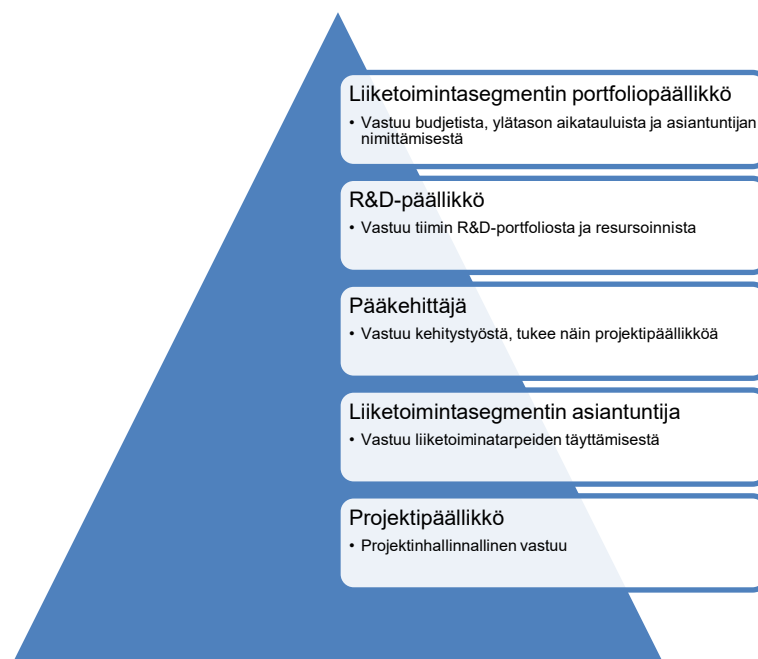 Liiketoimintasegmentin portfoliopäällikkö
• Vastuu budjetista, ylätason aikatauluista ja asiantuntijan
nimittämisestä
R&D-päällikkö
• Vastuu tiimin R&D-portfoliosta ja resursoinnista
Pääkehittäjä
• Vastuu kehitystyöstä, tukee näin projektipäällikköä
Liiketoimintasegmentin asiantuntija
• Vastuu liiketoiminatarpeiden täyttämisestä
Projektipäällikkö
• Projektinhallinnallinen vastuu